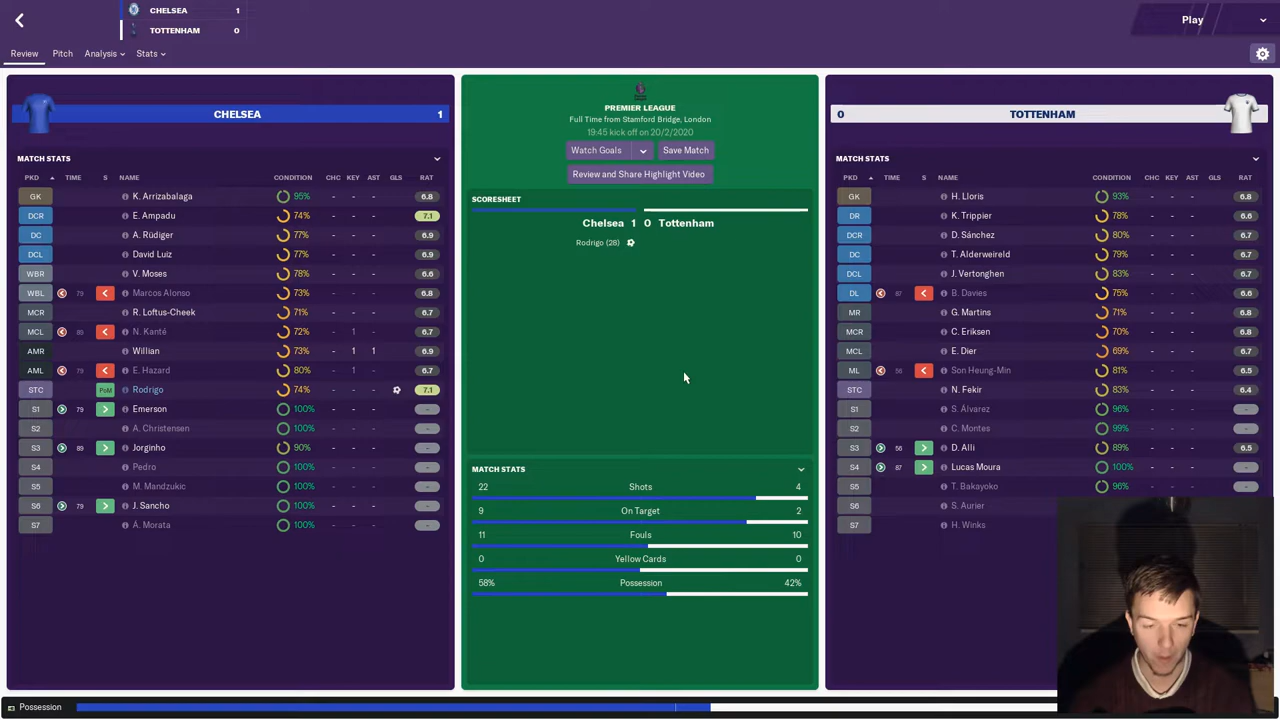 CHELSEA 1
TOTTENHAM 0
Play
Review Pitch Analysis Stats
CHELSEA 1
MATCH STATS
PKD TIME S NAME CONDITION CHC KEY AST GLS RAT
GK K. Arrizabalaga 95% - - - 6.8
DCR E. Ampadu 74% - - - 7.1
DC A. Rüdiger 77% - - - 6.9
DCL David Luiz 77% - - - 6.9
WBR V. Moses 78% - - - 6.6
WBL 79 Marcos Alonso 73% - - - 6.8
MCR R. Loftus-Cheek 71% - - - 6.7
MCL 89 N. Kanté 72% - 1 - 6.7
AMR Willian 73% - 1 1 6.9
AML 79 E. Hazard 80% - 1 - 6.7
STC PoM Rodrigo 74% - - - 7.1
S1 79 Emerson 100% - - - -
S2 A. Christensen 100% - - - -
S3 89 Jorginho 90% - - - -
S4 Pedro 100% - - - -
S5 M. Mandzukic 100% - - - -
S6 79 J. Sancho 100% - - - -
S7 Á. Morata 100% - - - -
PREMIER LEAGUE
Full Time from Stamford Bridge, London
19:45 kick off on 20/2/2020
Watch Goals Save Match
Review and Share Highlight Video
SCORESHEET
Chelsea 1 0 Tottenham
Rodrigo (28)
MATCH STATS
22 Shots 4
9 On Target 2
11 Fouls 10
0 Yellow Cards 0
58% Possession 42%
0 TOTTENHAM
MATCH STATS
PKD TIME S NAME CONDITION CHC KEY AST GLS RAT
GK H. Lloris 93% - - - 6.8
DR K. Trippier 78% - - - 6.6
DCR D. Sánchez 80% - - - 6.7
DC T. Alderweireld 79% - - - 6.7
DCL J. Vertonghen 83% - - - 6.7
DL 87 B. Davies 75% - - - 6.6
MR G. Martins 71% - - - 6.8
MCR C. Eriksen 70% - - - 6.8
MCL E. Dier 69% - - - 6.7
ML 56 Son Heung-Min 81% - - - 6.5
STC N. Fekir 83% - - - 6.4
S1 S. Álvarez 96% - - - -
S2 C. Montes 99% - - - -
S3 56 D. Alli 89% - - - 6.5
S4 87 Lucas Moura 100% - - - -
S5 T. Bakayoko 96% - - - -
S6 S. Aurier
S7 H. Winks
Possession